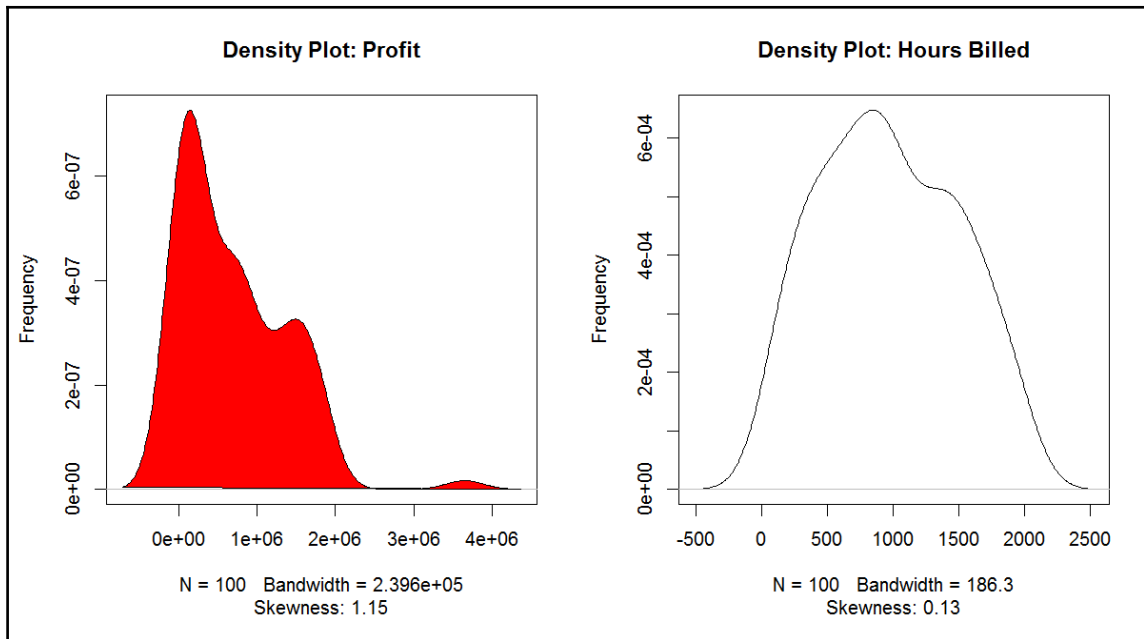 Density Plot: Profit
Frequency
6e-07
4e-07
2e-07
0e+00
0e+00 1e+06 2e+06 3e+06 4e+06
N = 100 Bandwidth = 2.396e+05
Skewness: 1.15
Density Plot: Hours Billed
Frequency
6e-04
4e-04
2e-04
0e+00
-500 0 500 1000 1500 2000 2500
N = 100 Bandwidth = 186.3
Skewness: 0.13